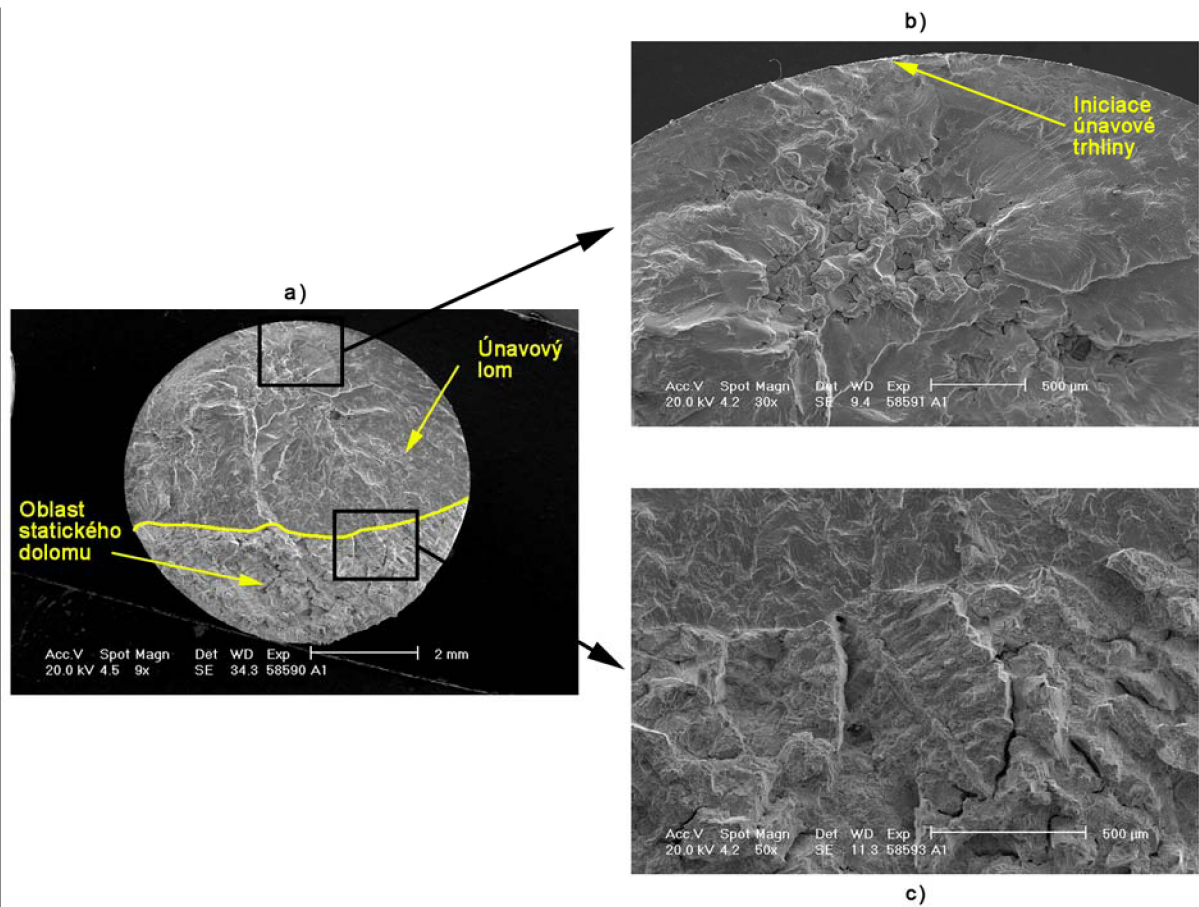 b)
Iniciace
únavové
trhliny
Acc.V Spot Magn Det WD Exp 500 µm
20.0 kV 4.2 30x SE 9.4 58591 A1
a)
Únavový
lom
Oblast
statického
dolomu
Acc.V Spot Magn Det WD Exp 2 mm
20.0 kV 4.5 9x SE 34.3 58590 A1
Acc.V Spot Magn Det WD Exp 500 µm
20.0 kV 4.2 50x SE 11.3 58593 A1
c)